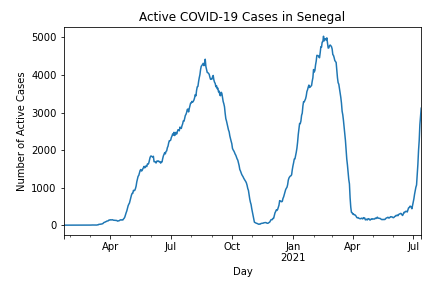 Active COVID-19 Cases in Senegal
Number of Active Cases
5000
4000
3000
2000
1000
0
Apr Jul Oct Jan Apr Jul
2021
Day